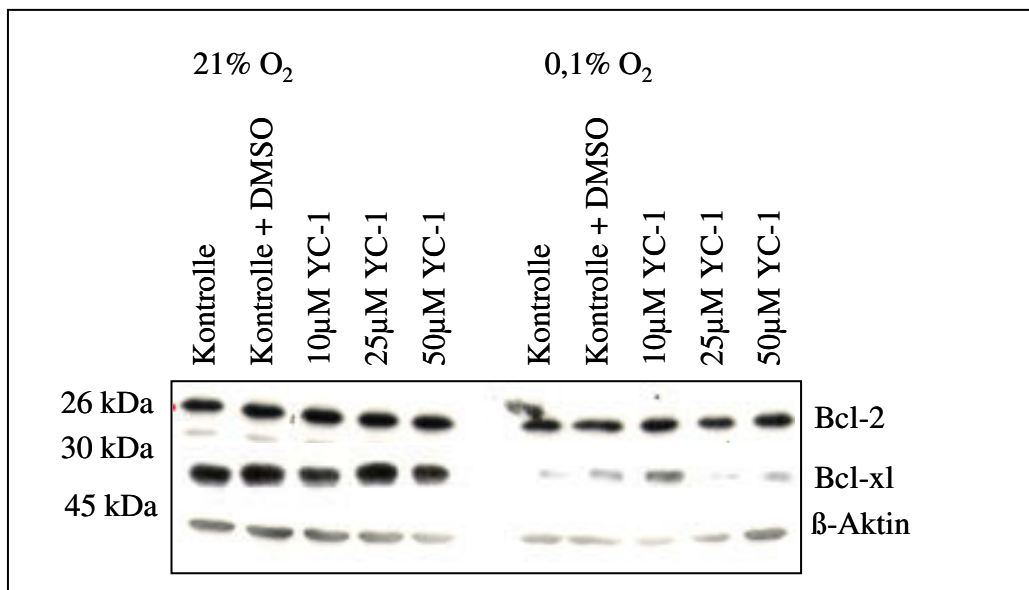 21% O₂
0,1% O₂
Kontrolle
Kontrolle + DMSO
10µM YC-1
25µM YC-1
50µM YC-1
Kontrolle
Kontrolle + DMSO
10µM YC-1
25µM YC-1
50µM YC-1
26 kDa
Bcl-2
30 kDa
Bcl-xl
45 kDa
ß-Aktin